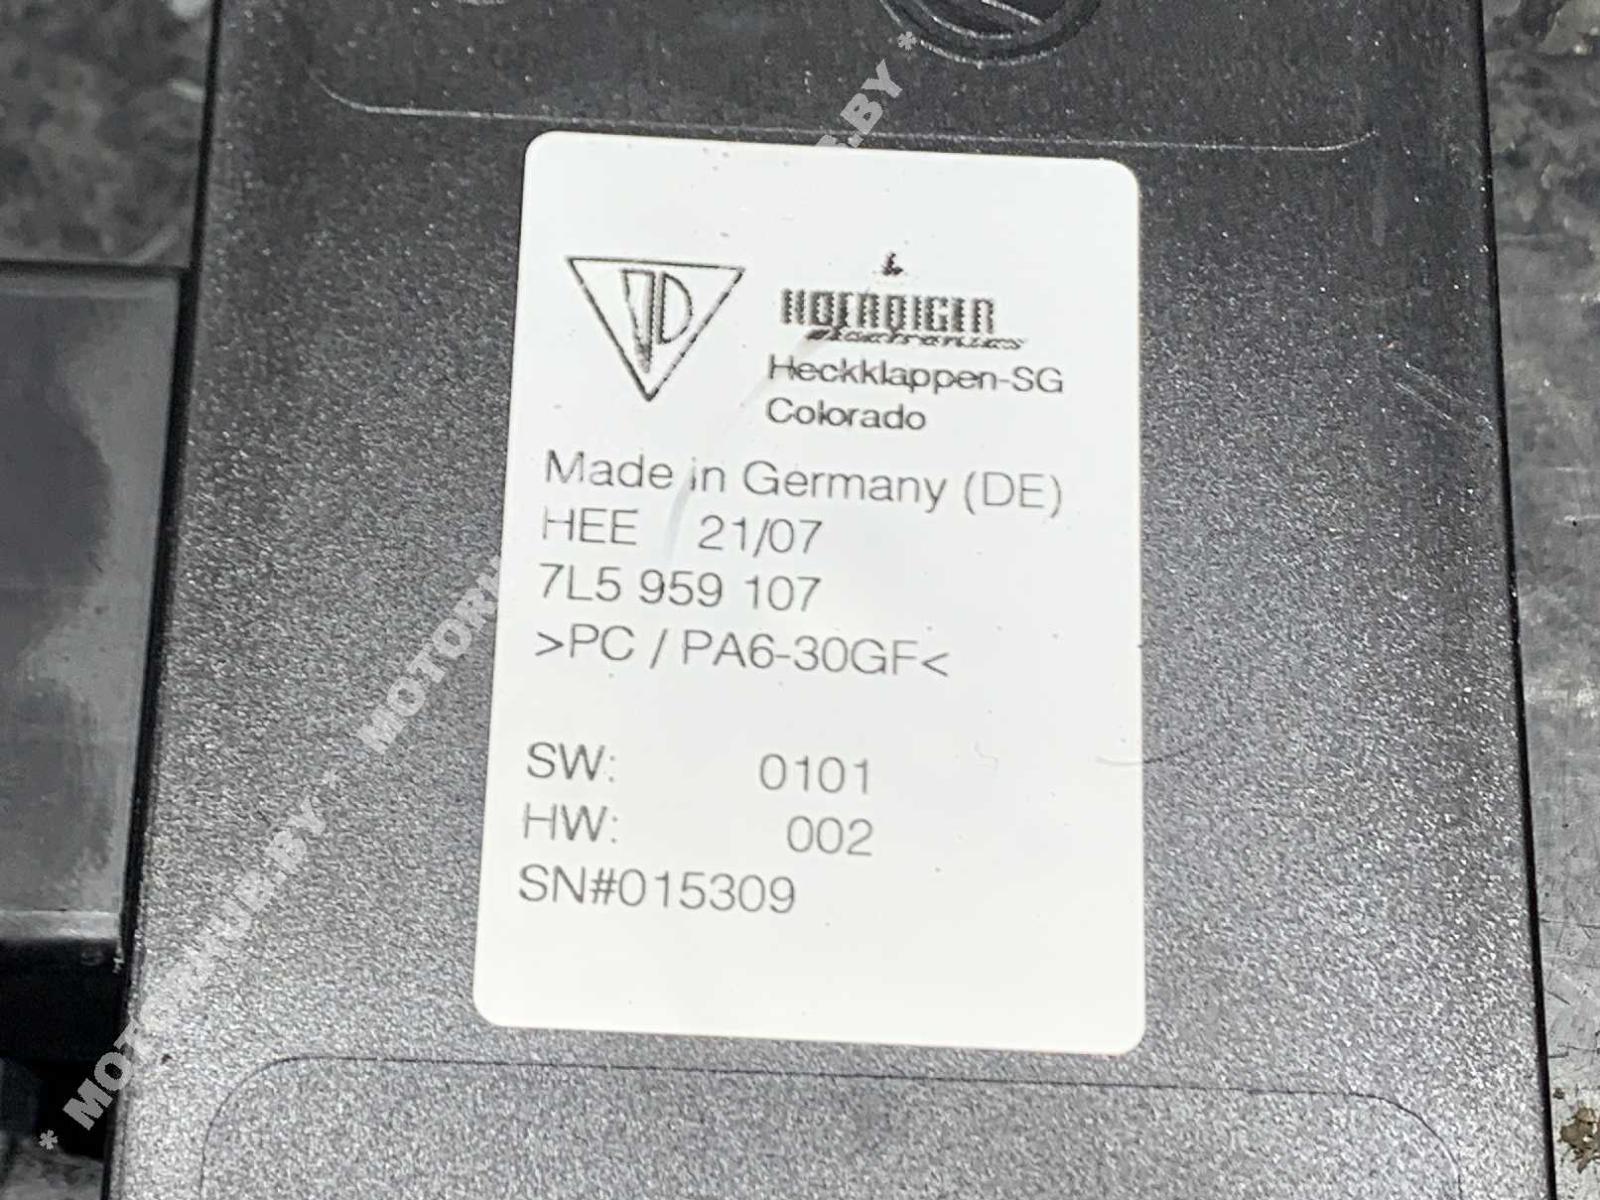 HOERBIGER
electronics
Heckklappen-SG
Colorado
Made in Germany (DE)
HEE 21/07
7L5 959 107
>PC / PA6-30GF<
SW: 0101
HW: 002
SN#015309